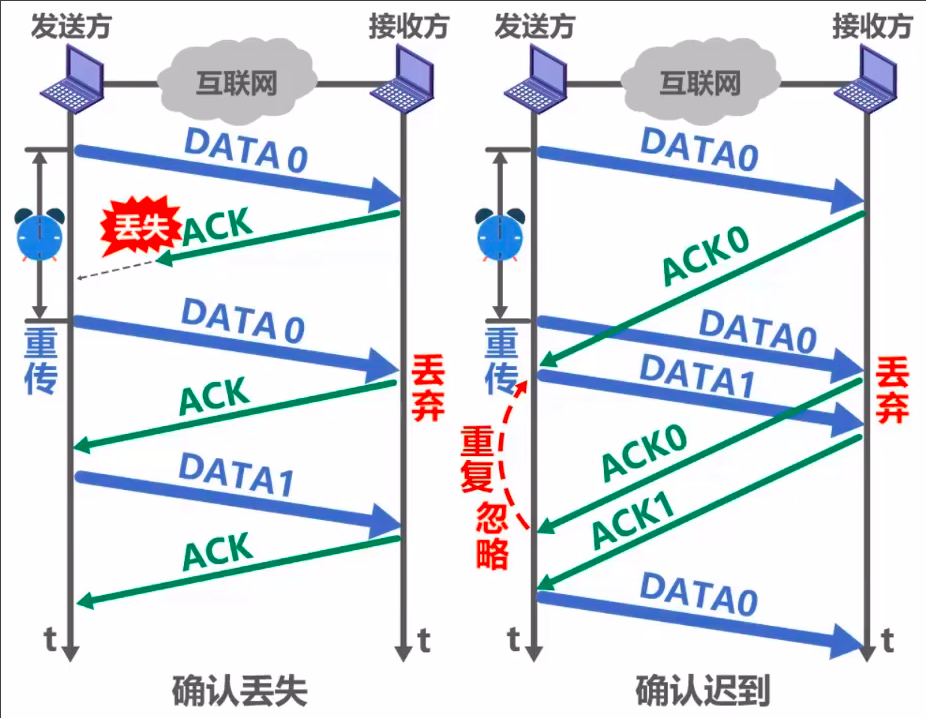 发送方
接收方
互联网
DATA 0
丢失
ACK
DATA 0
重传
丢弃
ACK
DATA1
ACK
t
t
确认丢失
发送方
接收方
互联网
DATA0
ACK0
DATA0
重传
DATA1
丢弃
ACK0
重复
忽略
ACK1
DATA0
t
t
确认迟到